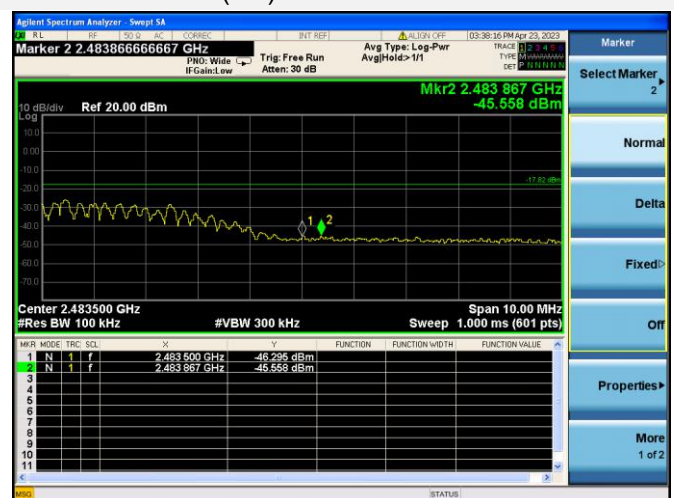 Agilent Spectrum Analyzer - Swept SA
RL RF 50 Ω AC CORREC INT REF ALIGN OFF 03:38:16 PM Apr 23, 2023
Marker 2 2.483866666667 GHz
PNO: Wide Trig: Free Run Avg Type: Log-Pwr TRACE 1 2 3 4 5 6
IFGain:Low Atten: 30 dB Avg|Hold>1/1 TYPE M
DET P N N N N N
Mkr2 2.483 867 GHz
10 dB/div Ref 20.00 dBm -45.558 dBm
Log
10.0
0.00
-10.0
-17.82 dBm
-20.0
-30.0
1 2
-40.0
-50.0
-60.0
-70.0
Center 2.483500 GHz Span 10.00 MHz
#Res BW 100 kHz #VBW 300 kHz Sweep 1.000 ms (601 pts)
MKR MODE TRC SCL X Y FUNCTION FUNCTION WIDTH FUNCTION VALUE
1 N 1 f 2.483 500 GHz -46.295 dBm
2 N 1 f 2.483 867 GHz -45.558 dBm
3
4
5
6
7
8
9
10
11
MSG STATUS
Marker
Select Marker
2
Normal
Delta
Fixed
Off
Properties
More
1 of 2